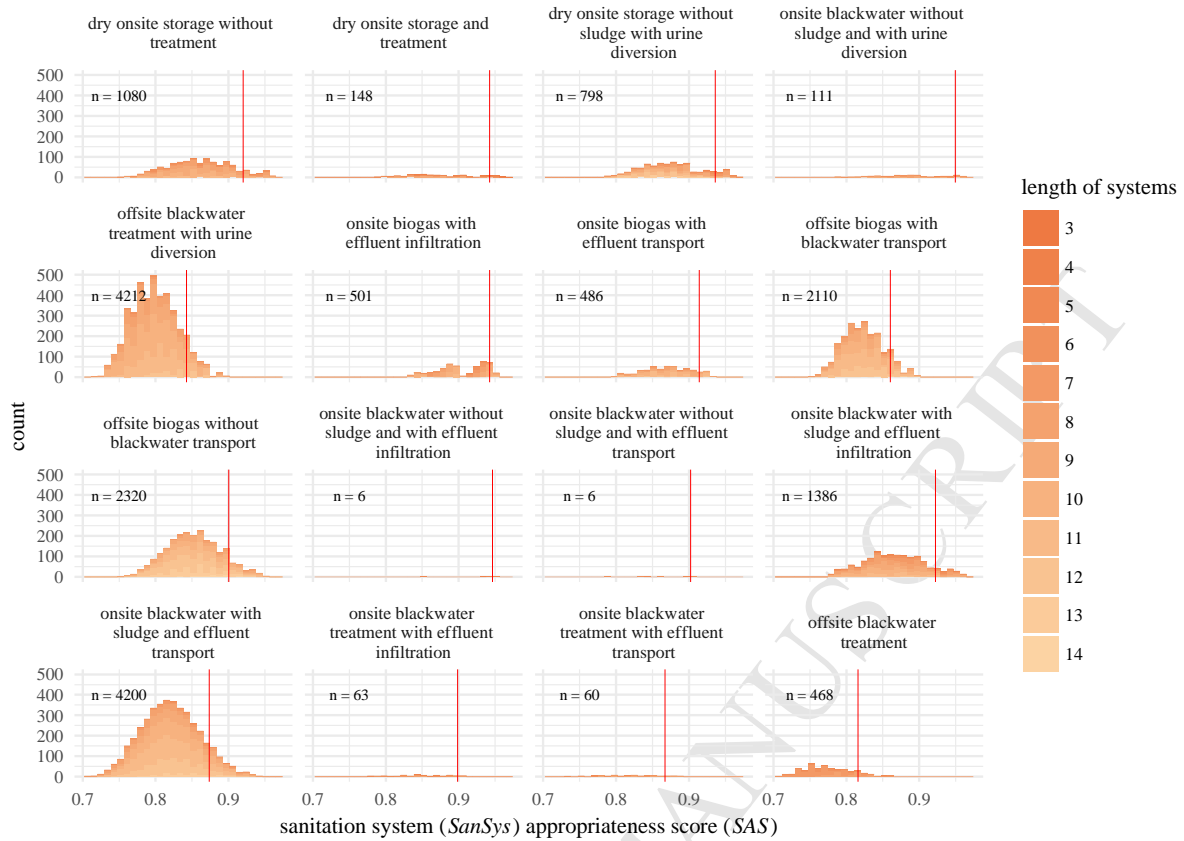 dry onsite storage without
treatment
dry onsite storage and
treatment
dry onsite storage without
sludge with urine
diversion
onsite blackwater without
sludge and with urine
diversion
500
400
300
200
100
0
n = 1080
n = 148
n = 798
n = 111
offsite blackwater
treatment with urine
diversion
onsite biogas with
effluent infiltration
onsite biogas with
effluent transport
offsite biogas with
blackwater transport
500
400
300
200
100
0
n = 4212
n = 501
n = 486
n = 2110
offsite biogas without
blackwater transport
onsite blackwater without
sludge and with effluent
infiltration
onsite blackwater without
sludge and with effluent
transport
onsite blackwater with
sludge and effluent
infiltration
500
400
300
200
100
0
n = 2320
n = 6
n = 6
n = 1386
onsite blackwater with
sludge and effluent
transport
onsite blackwater
treatment with effluent
infiltration
onsite blackwater
treatment with effluent
transport
offsite blackwater
treatment
500
400
300
200
100
0
n = 4200
n = 63
n = 60
n = 468
0.7 0.8 0.9
0.7 0.8 0.9
0.7 0.8 0.9
0.7 0.8 0.9
count
sanitation system (SanSys) appropriateness score (SAS)
length of systems
3
4
5
6
7
8
9
10
11
12
13
14
MANUSCRIPT